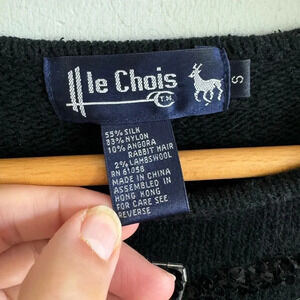 le Chois
T.M.
S
55% SILK
33% NYLON
10% ANGORA
RABBIT HAIR
2% LAMBSWOOL
RN 61058
MADE IN CHINA
ASSEMBLED IN
HONG KONG
FOR CARE SEE
REVERSE